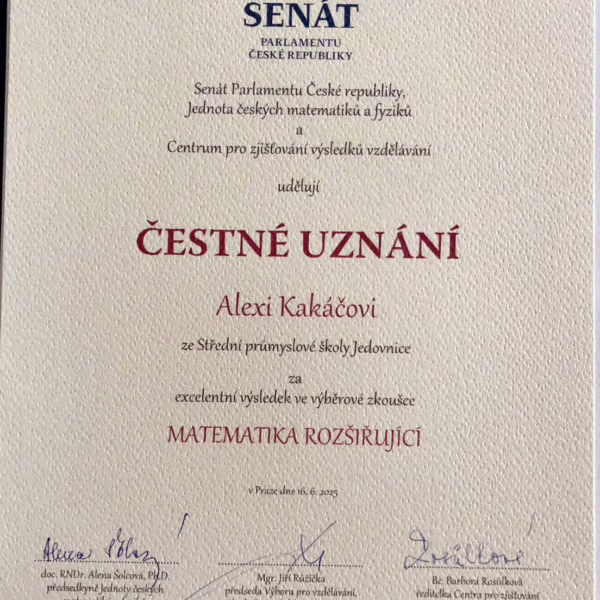 SENÁT
PARLAMENTU
ČESKÉ REPUBLIKY
Senát Parlamentu České republiky,
Jednota českých matematiků a fyziků
a
Centrum pro zjišťování výsledků vzdělávání
udělují
ČESTNÉ UZNÁNÍ
Alexi Kakáčovi
ze Střední průmyslové školy Jedovnice
za
excelentní výsledek ve výběrové zkoušce
MATEMATIKA ROZŠIŘUJÍCÍ
v Praze dne 16. 6. 2025
doc. RNDr. Alena Šolcová, Ph.D.
předsedkyně Jednoty českých
Mgr. Jiří Růžička
předseda Výboru pro vzdělávání,
Bc. Barbora Rosůlková
ředitelka Centra pro zjišťování